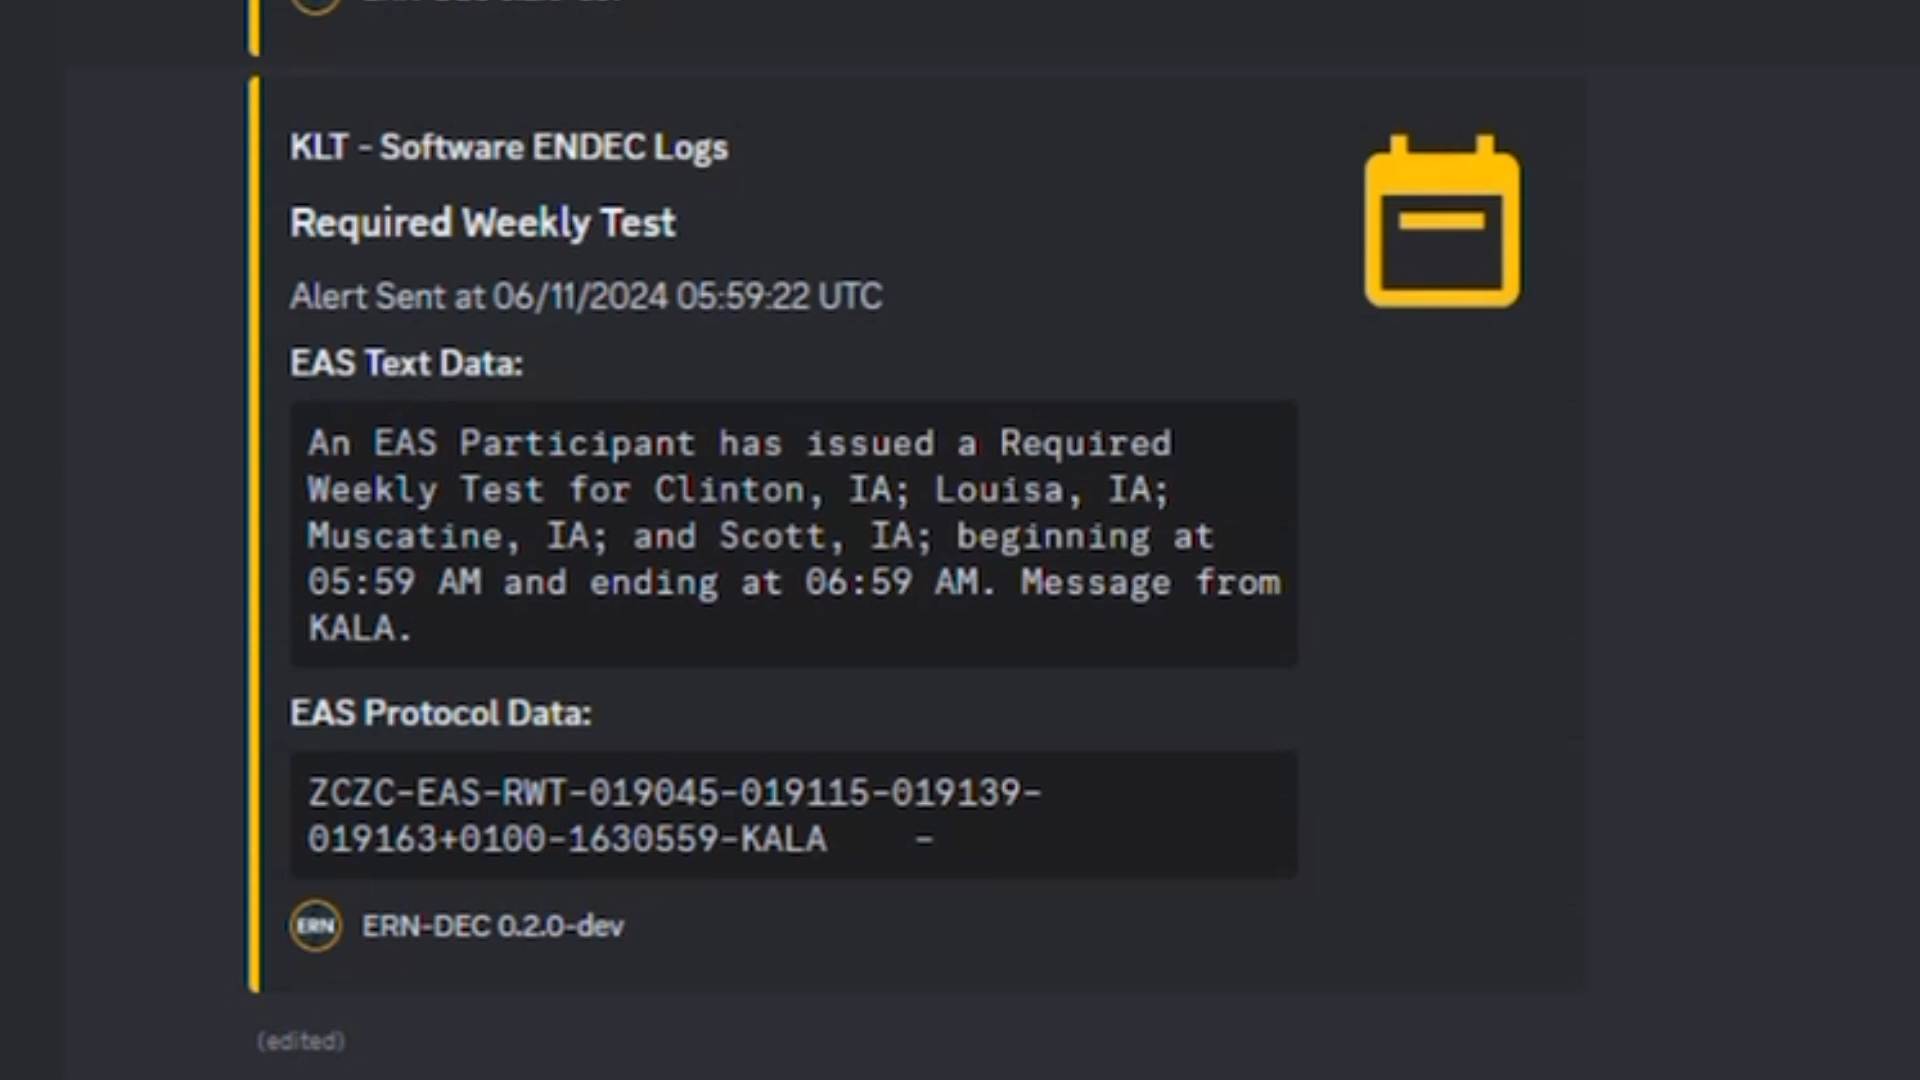 KLT - Software ENDEC Logs
Required Weekly Test
Alert Sent at 06/11/2024 05:59:22 UTC
EAS Text Data:
An EAS Participant has issued a Required
Weekly Test for Clinton, IA; Louisa, IA;
Muscatine, IA; and Scott, IA; beginning at
05:59 AM and ending at 06:59 AM. Message from
KALA.
EAS Protocol Data:
ZCZC-EAS-RWT-019045-019115-019139-
019163+0100-1630559-KALA    -
ERN ERN-DEC 0.2.0-dev
(edited)